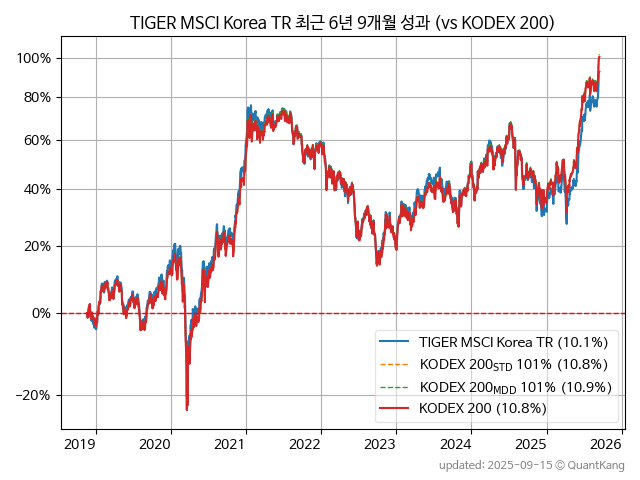 TIGER MSCI Korea TR 최근 6년 9개월 성과 (vs KODEX 200)
100%
80%
60%
40%
20%
0%
−20%
TIGER MSCI Korea TR (10.1%)
KODEX 200STD 101% (10.8%)
KODEX 200MDD 101% (10.9%)
KODEX 200 (10.8%)
2019 2020 2021 2022 2023 2024 2025 2026
updated: 2025-09-15 © QuantKang